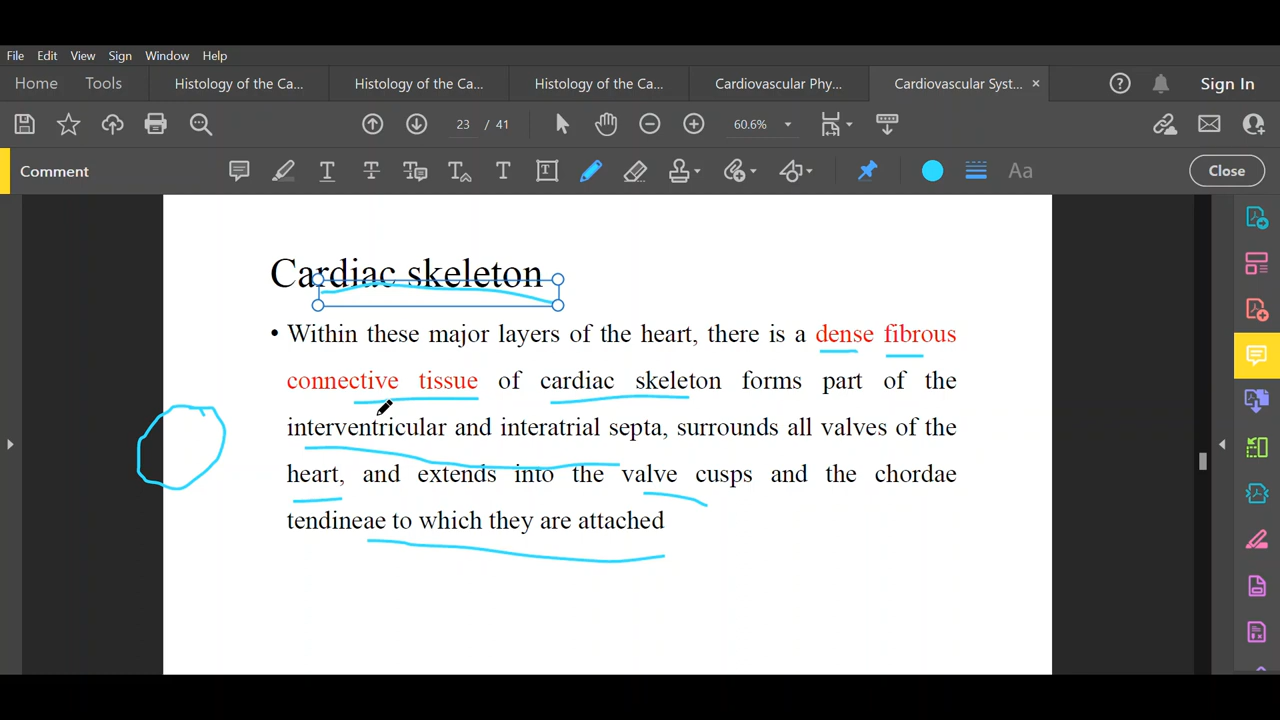 File Edit View Sign Window Help
Home Tools Histology of the Ca... Histology of the Ca... Histology of the Ca... Cardiovascular Phy... Cardiovascular Syst... × Sign In
23 / 41 60.6%
Comment Aa Close
Cardiac skeleton
• Within these major layers of the heart, there is a dense fibrous
connective tissue of cardiac skeleton forms part of the
interventricular and interatrial septa, surrounds all valves of the
heart, and extends into the valve cusps and the chordae
tendineae to which they are attached